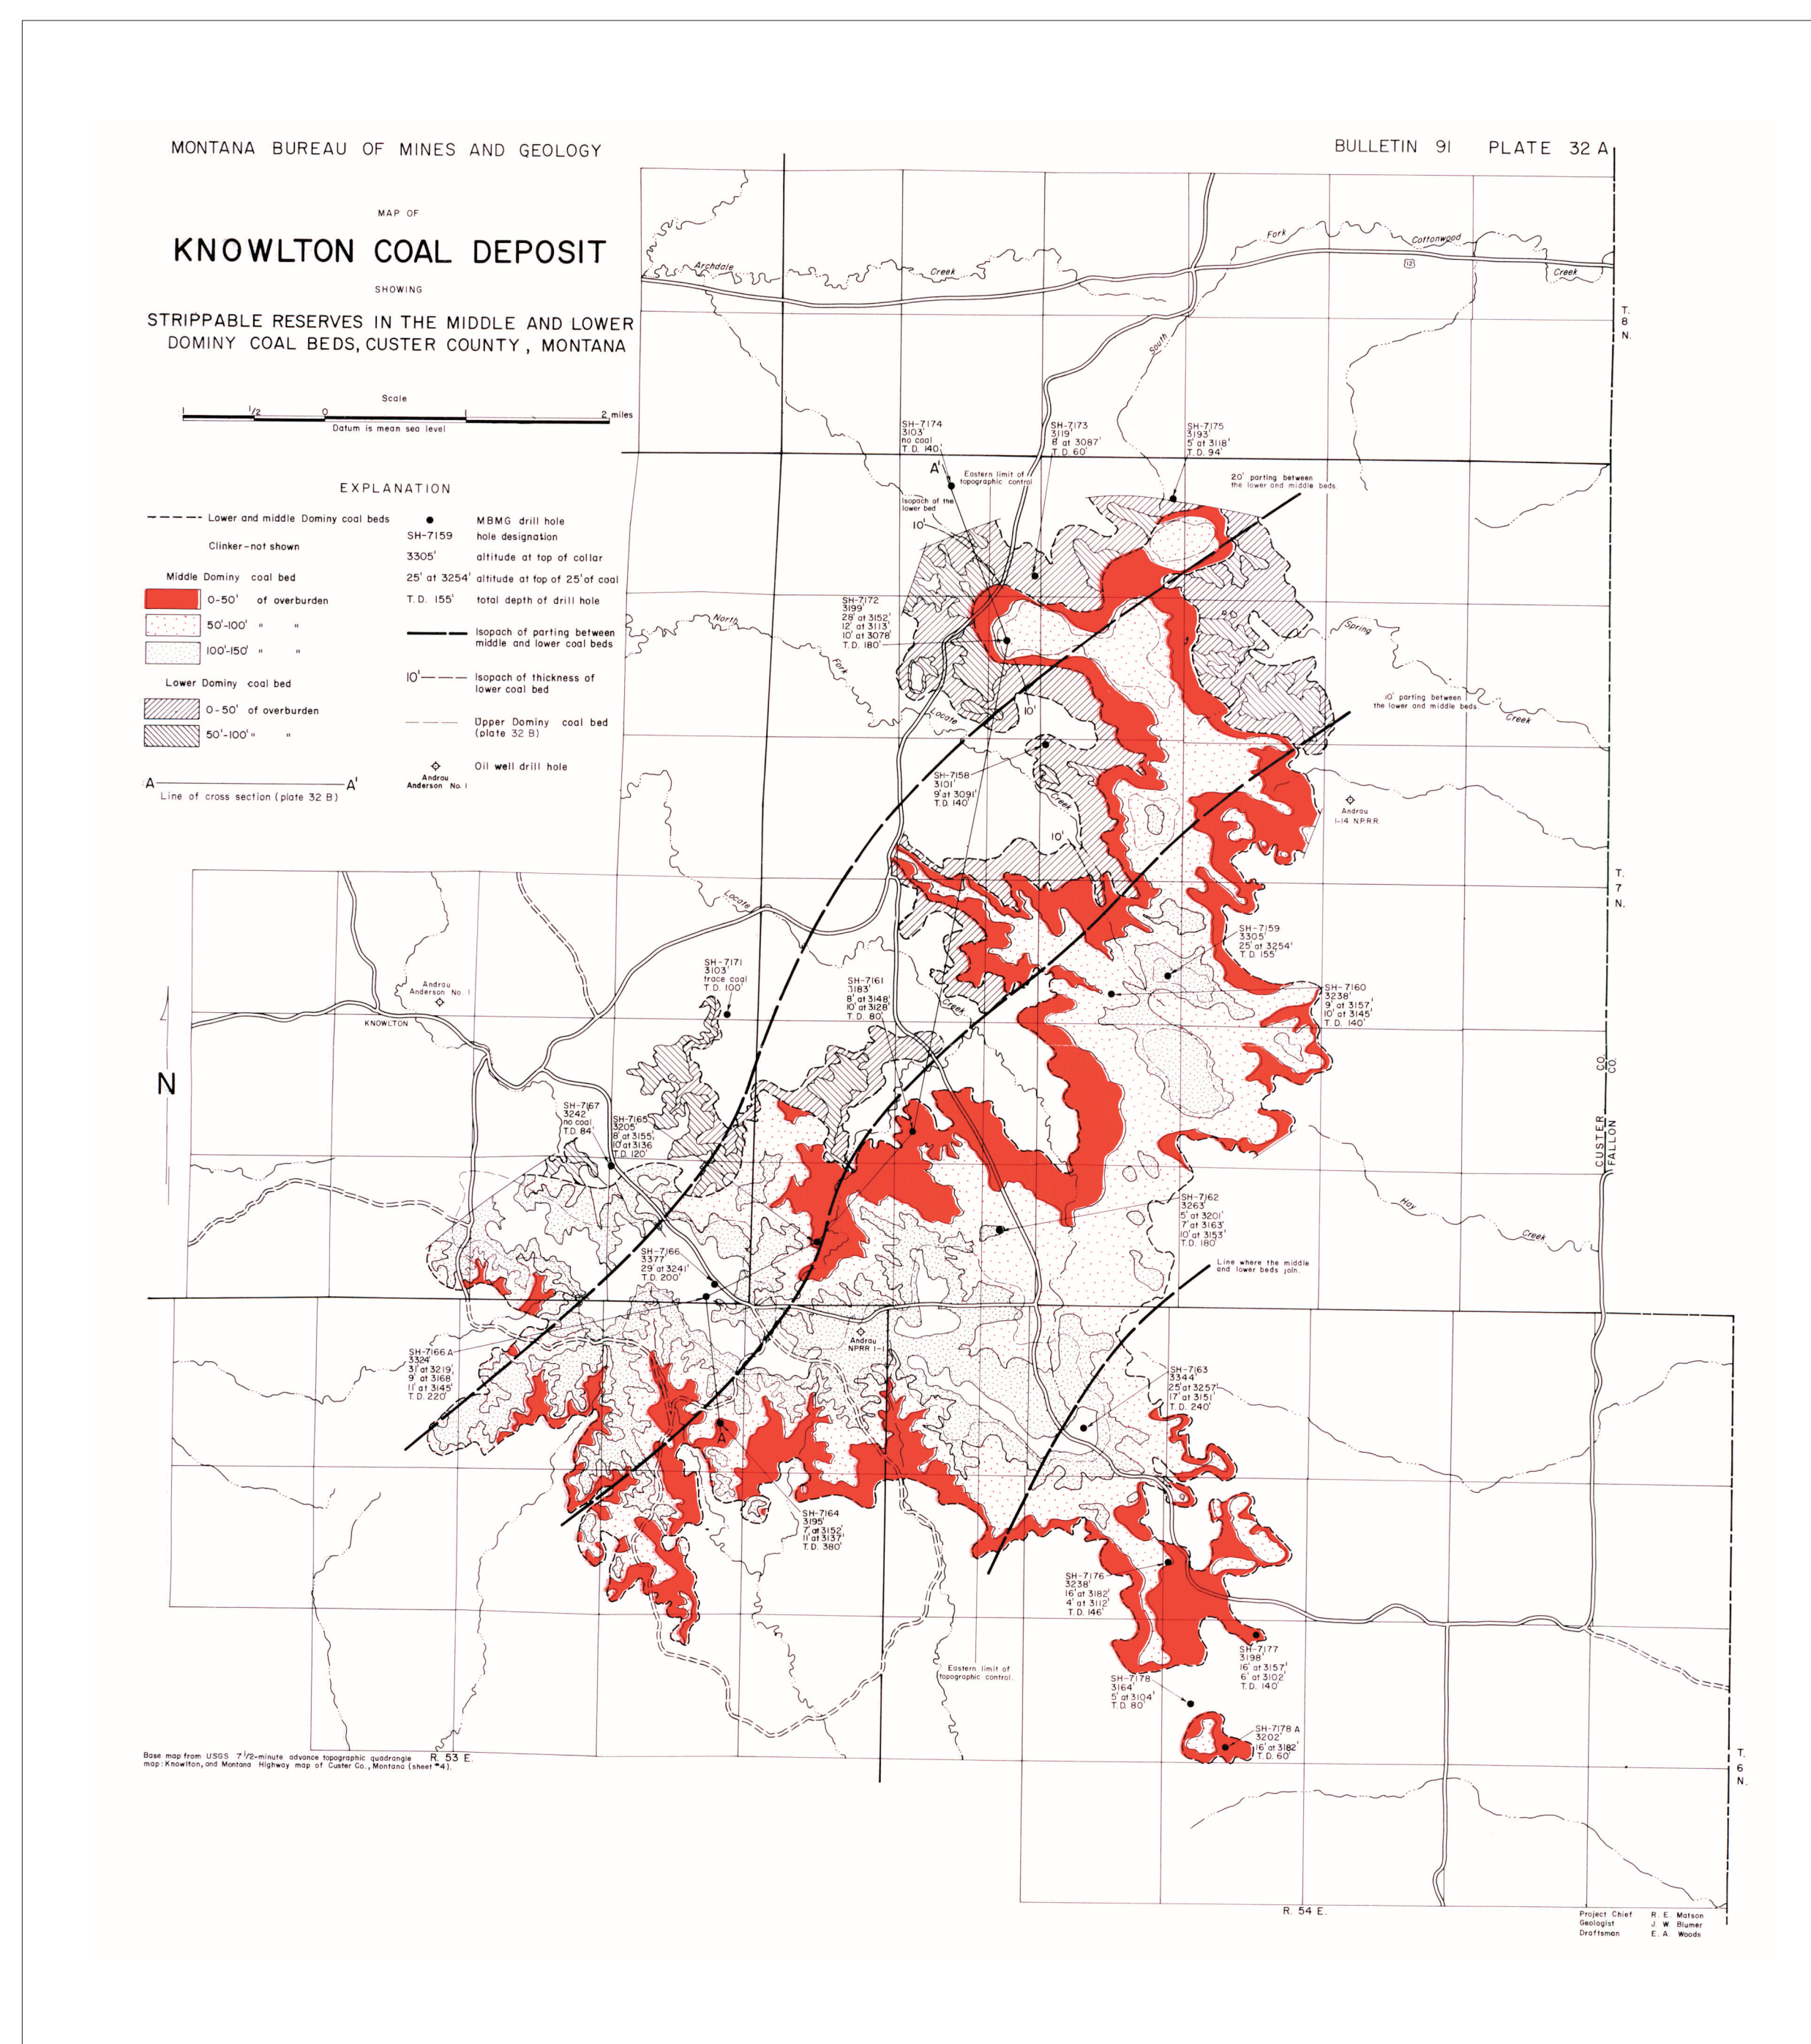 MONTANA BUREAU OF MINES AND GEOLOGY
BULLETIN 91 PLATE 32 A
MAP OF
KNOWLTON COAL DEPOSIT
SHOWING
STRIPPABLE RESERVES IN THE MIDDLE AND LOWER
DOMINY COAL BEDS, CUSTER COUNTY, MONTANA
Scale
1 1/2 0 1 2 miles
Datum is mean sea level
EXPLANATION
Lower and middle Dominy coal beds
Clinker-not shown
Middle Dominy coal bed
0-50' of overburden
50'-100' " "
100'-150' " "
Lower Dominy coal bed
0-50' of overburden
50'-100' " "
A A'
Line of cross section (plate 32 B)
MBMG drill hole
SH-7159 hole designation
3305' altitude at top of collar
25' at 3254' altitude at top of 25' of coal
T.D. 155' total depth of drill hole
Isopach of parting between
middle and lower coal beds
10' Isopach of thickness of
lower coal bed
Upper Dominy coal bed
(plate 32 B)
Oil well drill hole
Andrau
Anderson No. 1
Archdale Creek
South Fork Cottonwood Creek
12
T.
8
N.
SH-7174
3103'
no coal
T.D. 140'
SH-7173
3119'
8' at 3087'
T.D. 60'
SH-7175
3193'
5' at 3118'
T.D. 94'
A'
Eastern limit of
topographic control
Isopach of the
lower bed
10'
20' parting between
the lower and middle beds.
SH-7172
3199'
28' at 3152'
12' at 3113'
10' at 3078'
T.D. 180'
North Fork Locate Creek
Spring Creek
10' parting between
the lower and middle beds.
10'
SH-7158
3101'
9' at 3091'
T.D. 140'
10'
Andrau
1-14 N.P.R.R.
T.
7
N.
Locate Creek
SH-7159
3305'
25' at 3254'
T.D. 155'
SH-7171
3103'
trace coal
T.D. 100'
SH-7161
3183'
8' at 3148'
10' at 3128'
T.D. 80'
SH-7160
3238'
9' at 3157'
10' at 3145'
T.D. 140'
Andrau
Anderson No. 1
KNOWLTON
N
CUSTER CO.
FALLON CO.
SH-7167
3242'
no coal
T.D. 84'
SH-7165
3205'
8' at 3155'
10' at 3136
T.D. 120'
SH-7162
3263'
5' at 3201'
7' at 3163'
10' at 3153'
T.D. 180'
Hay Creek
SH-7166
3377'
29' at 3241'
T.D. 200'
Line where the middle
and lower beds join.
Andrau
NPRR 1-1
SH-7166 A
3324'
31' at 3219'
9' at 3168'
11' at 3145'
T.D. 220'
SH-7163
3344'
25' at 3257'
17' at 3151'
T.D. 240'
A
SH-7164
3195'
7' at 3152'
11' at 3137'
T.D. 380'
SH-7176
3238'
16' at 3182'
4' at 3112'
T.D. 146'
SH-7177
3198'
16' at 3157'
6' at 3102'
T.D. 140'
Eastern limit of
topographic control.
SH-7178
3164'
5' at 3104'
T.D. 80'
SH-7178 A
3202'
16' at 3182'
T.D. 60'
T.
6
N.
Base map from USGS 7 1/2-minute advance topographic quadrangle
map: Knowlton, and Montana Highway map of Custer Co., Montana (sheet #4).
R. 53 E.
R. 54 E.
Project Chief R. E. Matson
Geologist J. W. Blumer
Draftsman E. A. Woods